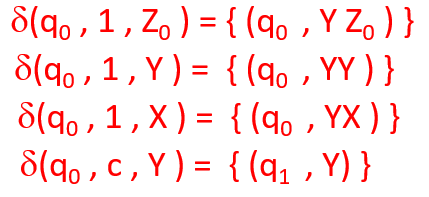 δ(q₀ , 1 , Z₀ ) = { (q₀ , Y Z₀ ) }
δ(q₀ , 1 , Y ) = { (q₀ , YY ) }
δ(q₀ , 1 , X ) = { (q₀ , YX ) }
δ(q₀ , c , Y ) = { (q₁ , Y) }